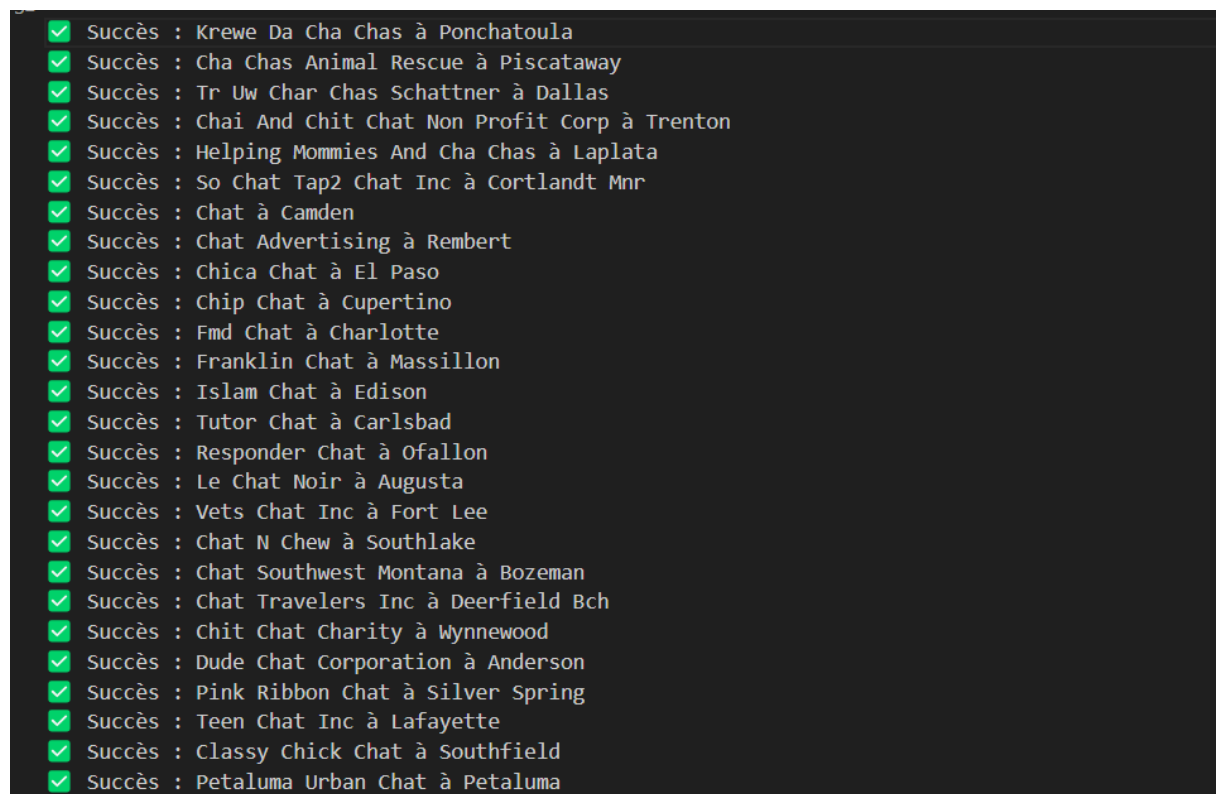 ✅ Succès : Krewe Da Cha Chas à Ponchatoula
✅ Succès : Cha Chas Animal Rescue à Piscataway
✅ Succès : Tr Uw Char Chas Schattner à Dallas
✅ Succès : Chai And Chit Chat Non Profit Corp à Trenton
✅ Succès : Helping Mommies And Cha Chas à Laplata
✅ Succès : So Chat Tap2 Chat Inc à Cortlandt Mnr
✅ Succès : Chat à Camden
✅ Succès : Chat Advertising à Rembert
✅ Succès : Chica Chat à El Paso
✅ Succès : Chip Chat à Cupertino
✅ Succès : Fmd Chat à Charlotte
✅ Succès : Franklin Chat à Massillon
✅ Succès : Islam Chat à Edison
✅ Succès : Tutor Chat à Carlsbad
✅ Succès : Responder Chat à Ofallon
✅ Succès : Le Chat Noir à Augusta
✅ Succès : Vets Chat Inc à Fort Lee
✅ Succès : Chat N Chew à Southlake
✅ Succès : Chat Southwest Montana à Bozeman
✅ Succès : Chat Travelers Inc à Deerfield Bch
✅ Succès : Chit Chat Charity à Wynnewood
✅ Succès : Dude Chat Corporation à Anderson
✅ Succès : Pink Ribbon Chat à Silver Spring
✅ Succès : Teen Chat Inc à Lafayette
✅ Succès : Classy Chick Chat à Southfield
✅ Succès : Petaluma Urban Chat à Petaluma